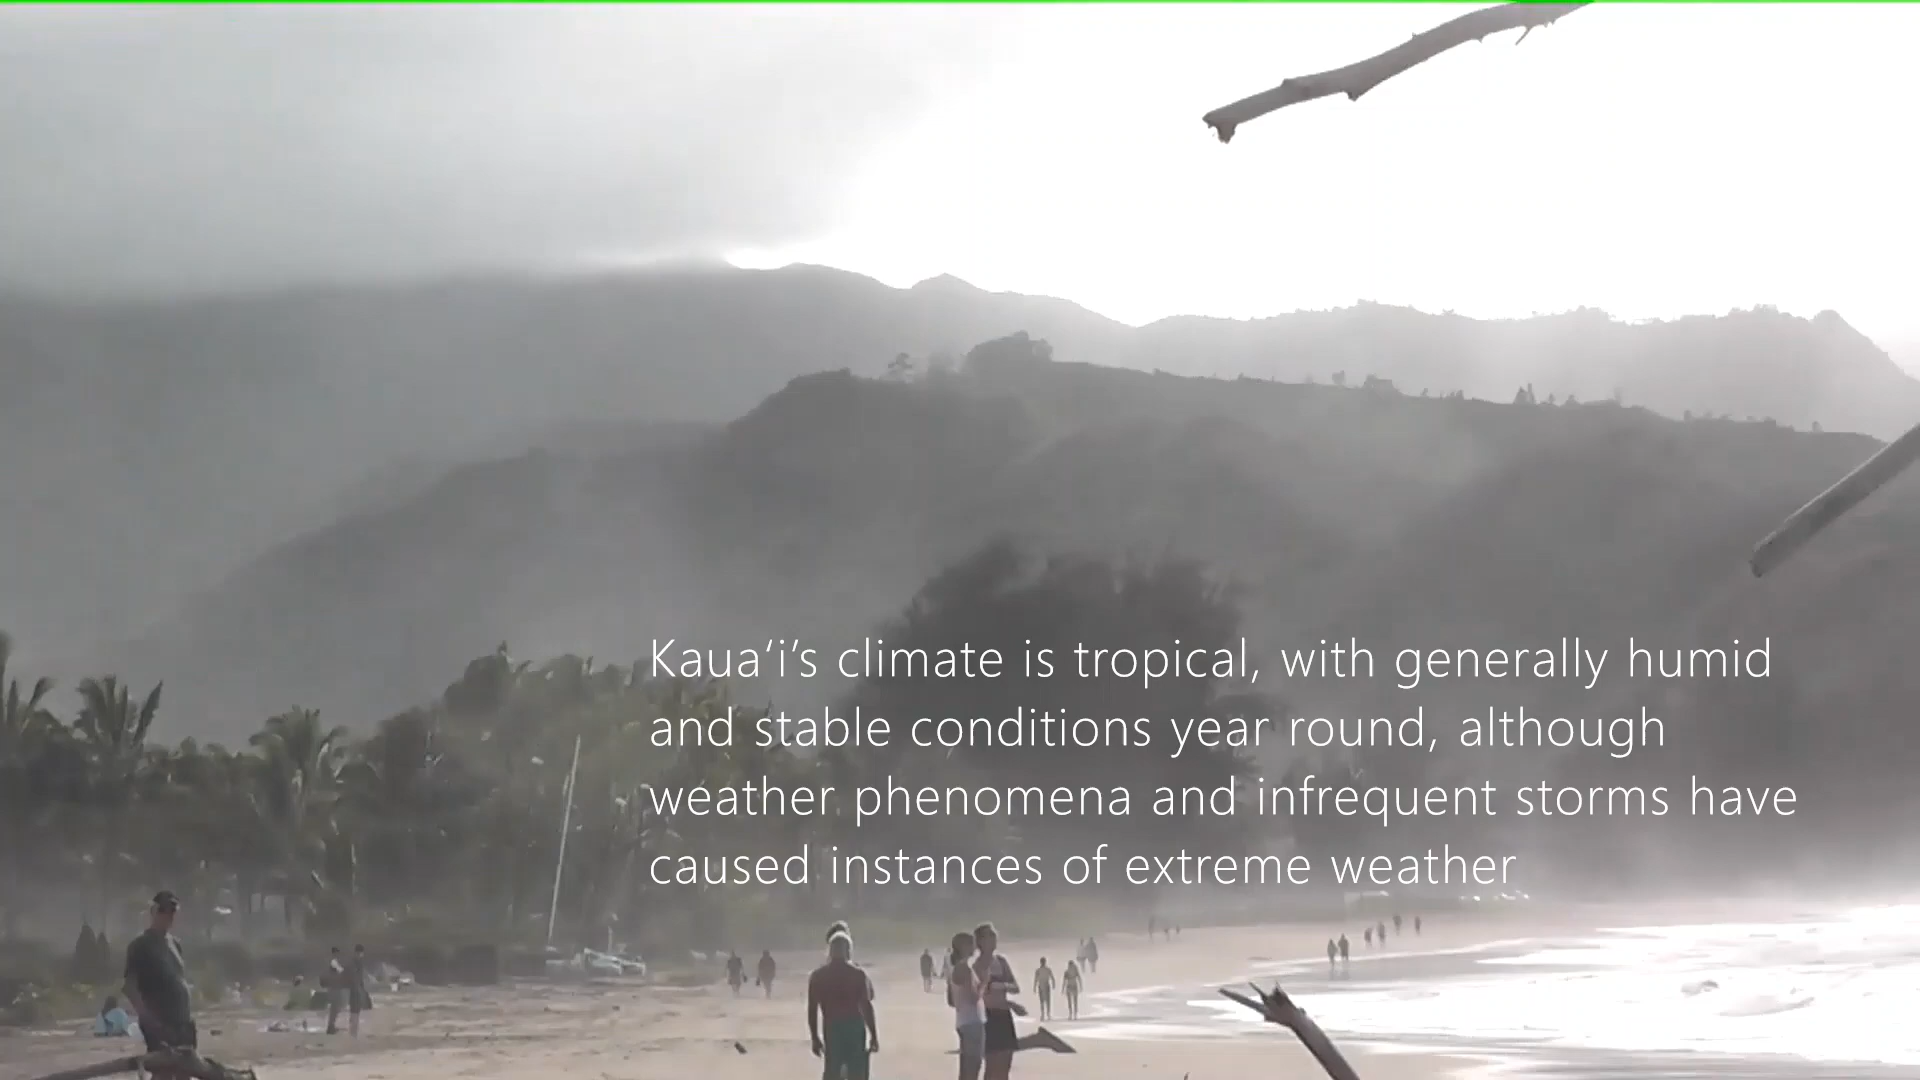 Kauaʻi’s climate is tropical, with generally humid
and stable conditions year round, although
weather phenomena and infrequent storms have
caused instances of extreme weather